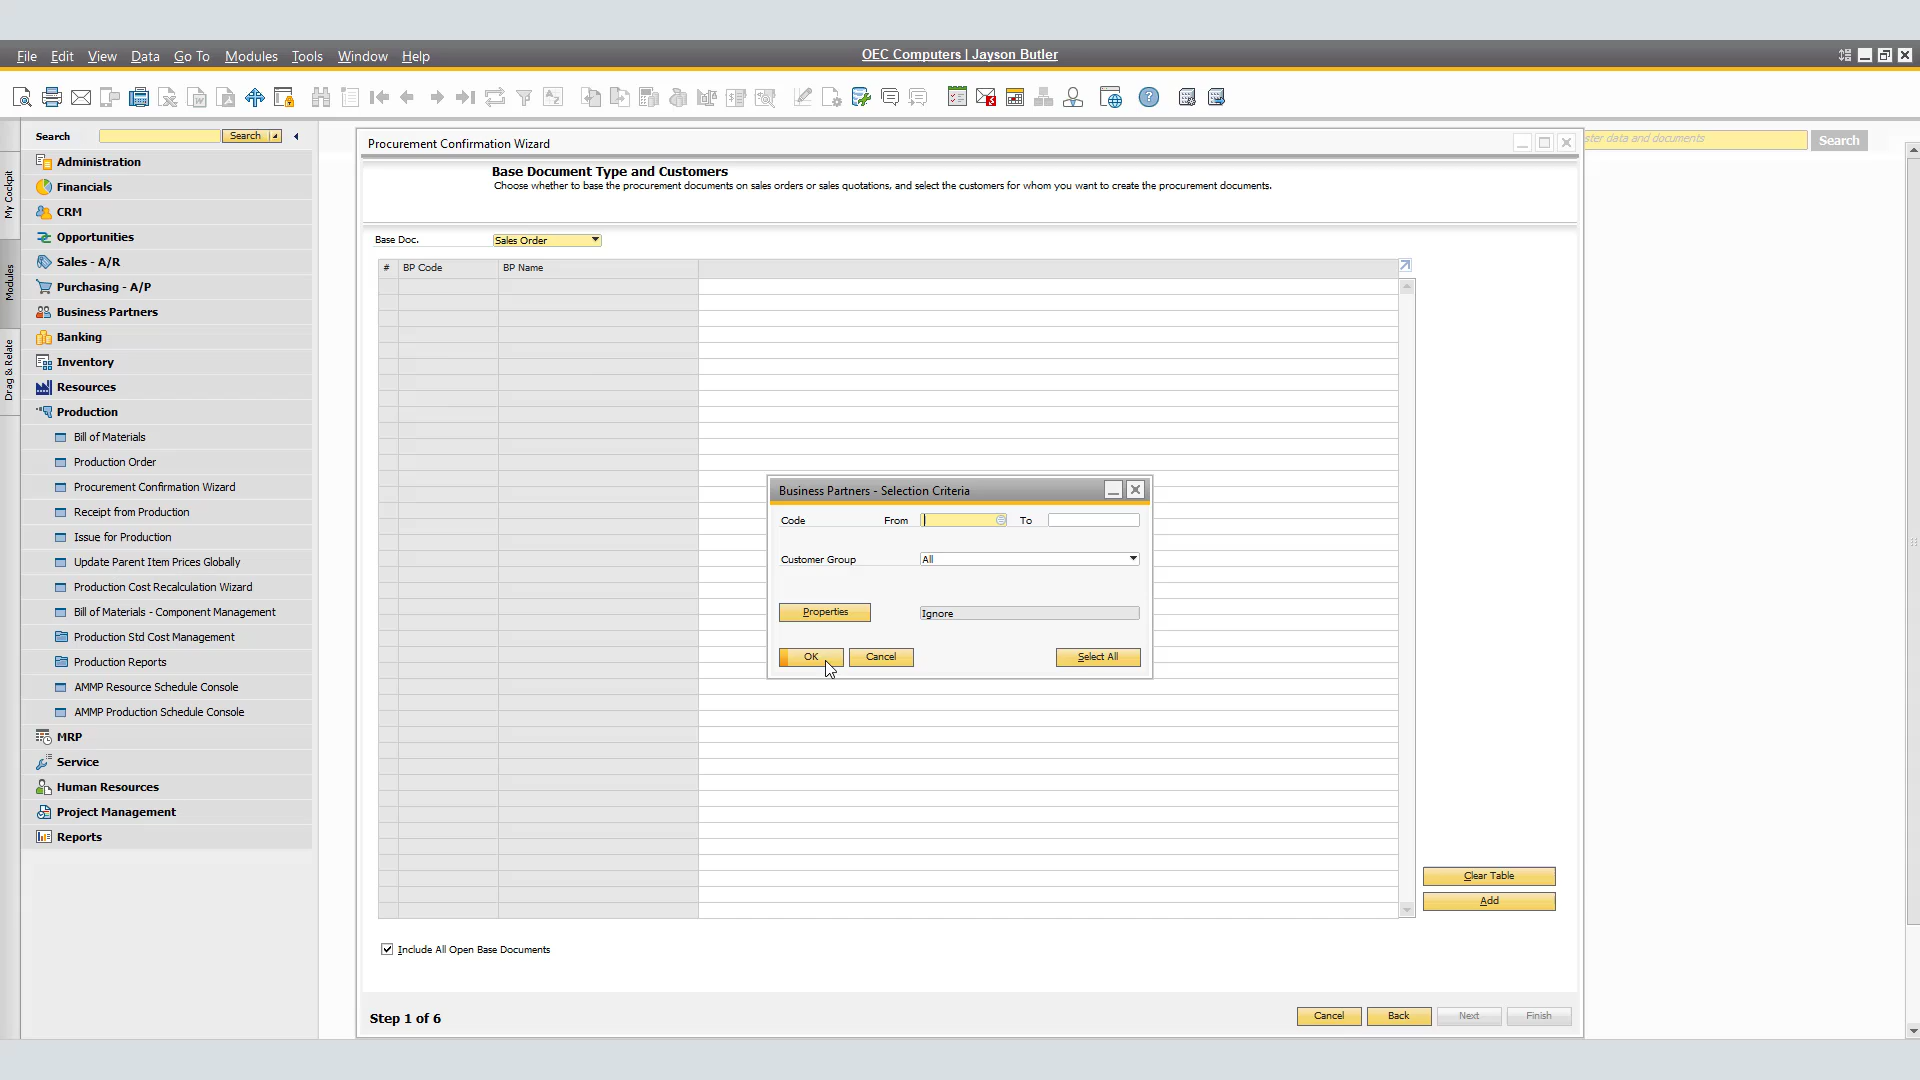 File Edit View Data Go To Modules Tools Window Help
OEC Computers | Jayson Butler
Search Search
My Cockpit
Modules
Drag & Relate
Administration
Financials
CRM
Opportunities
Sales - A/R
Purchasing - A/P
Business Partners
Banking
Inventory
Resources
Production
Bill of Materials
Production Order
Procurement Confirmation Wizard
Receipt from Production
Issue for Production
Update Parent Item Prices Globally
Production Cost Recalculation Wizard
Bill of Materials - Component Management
Production Std Cost Management
Production Reports
AMMP Resource Schedule Console
AMMP Production Schedule Console
MRP
Service
Human Resources
Project Management
Reports
Procurement Confirmation Wizard
ster data and documents Search
Base Document Type and Customers
Choose whether to base the procurement documents on sales orders or sales quotations, and select the customers for whom you want to create the procurement documents.
Base Doc. Sales Order
# BP Code BP Name
Business Partners - Selection Criteria
Code From To
Customer Group All
Properties Ignore
OK Cancel Select All
Clear Table
Add
Include All Open Base Documents
Step 1 of 6
Cancel Back Next Finish